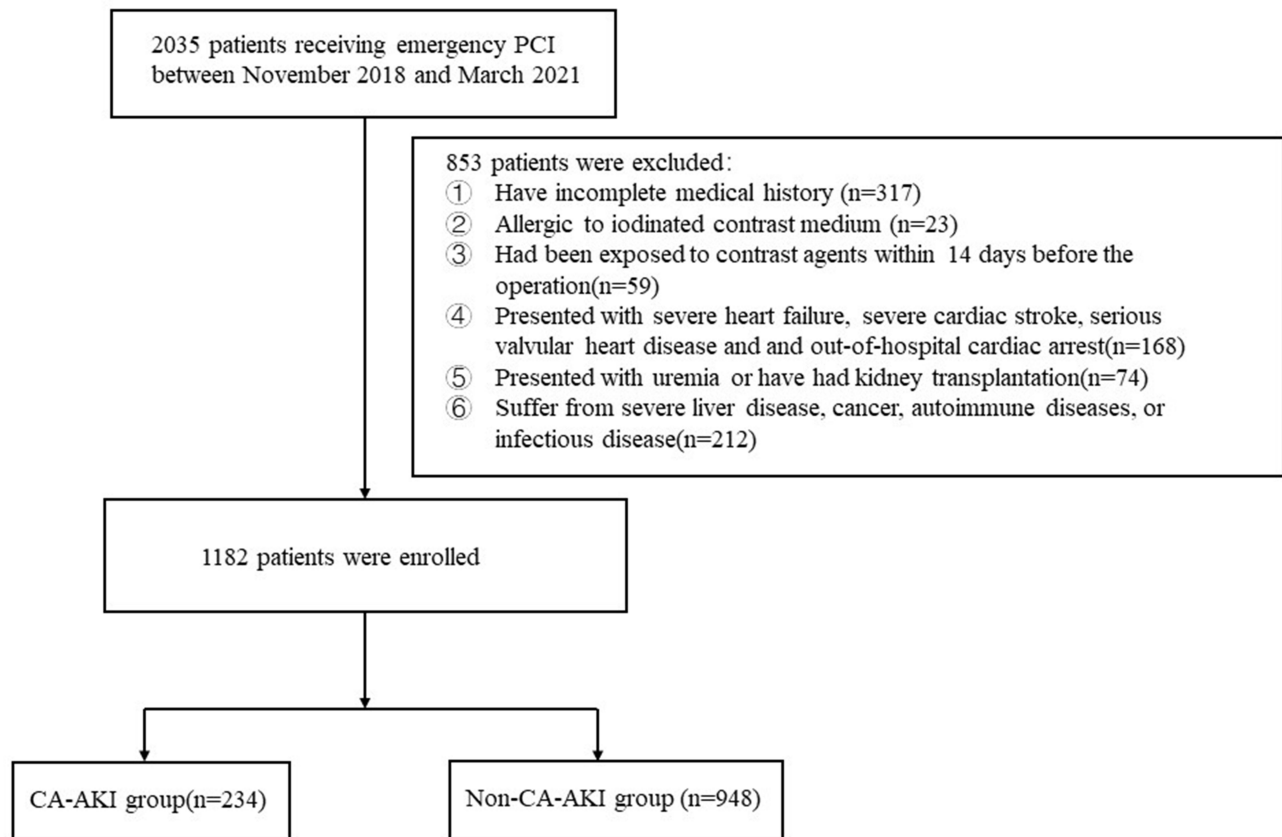 2035 patients receiving emergency PCI
between November 2018 and March 2021
853 patients were excluded：
① Have incomplete medical history (n=317)
② Allergic to iodinated contrast medium (n=23)
③ Had been exposed to contrast agents within 14 days before the
operation(n=59)
④ Presented with severe heart failure, severe cardiac stroke, serious
valvular heart disease and and out-of-hospital cardiac arrest(n=168)
⑤ Presented with uremia or have had kidney transplantation(n=74)
⑥ Suffer from severe liver disease, cancer, autoimmune diseases, or
infectious disease(n=212)
1182 patients were enrolled
CA-AKI group(n=234)
Non-CA-AKI group (n=948)